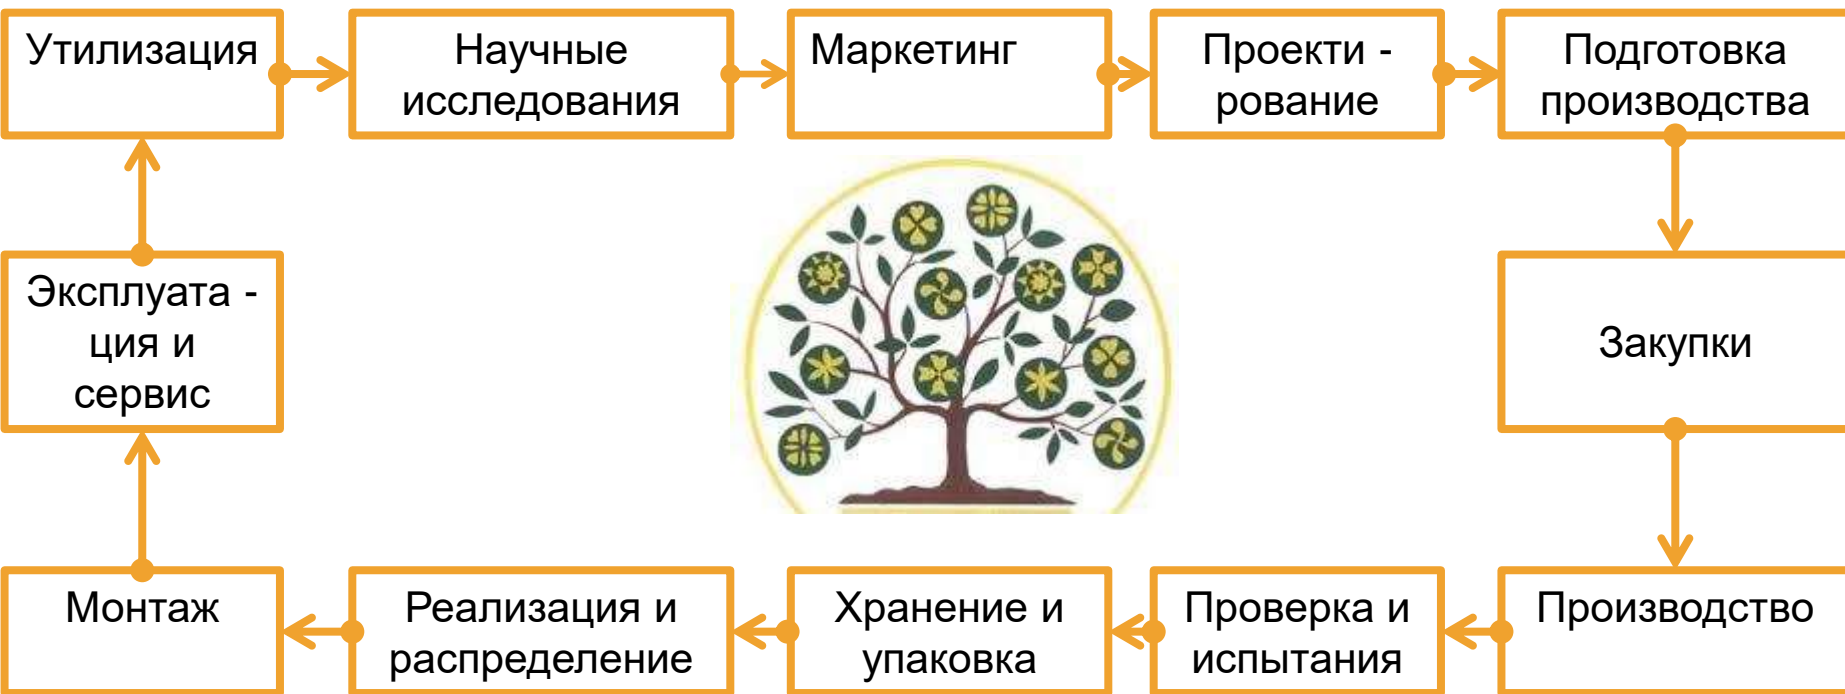 Утилизация
Научные
исследования
Маркетинг
Проекти -
рование
Подготовка
производства
Эксплуата -
ция и
сервис
Закупки
Монтаж
Реализация и
распределение
Хранение и
упаковка
Проверка и
испытания
Производство